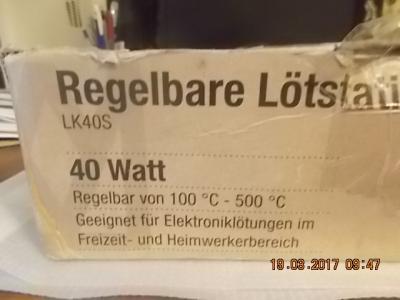 Regelbare Lötstati
LK40S
40 Watt
Regelbar von 100 °C - 500 °C
Geeignet für Elektroniklötungen im
Freizeit- und Heimwerkerbereich
19.03.2017 09:47